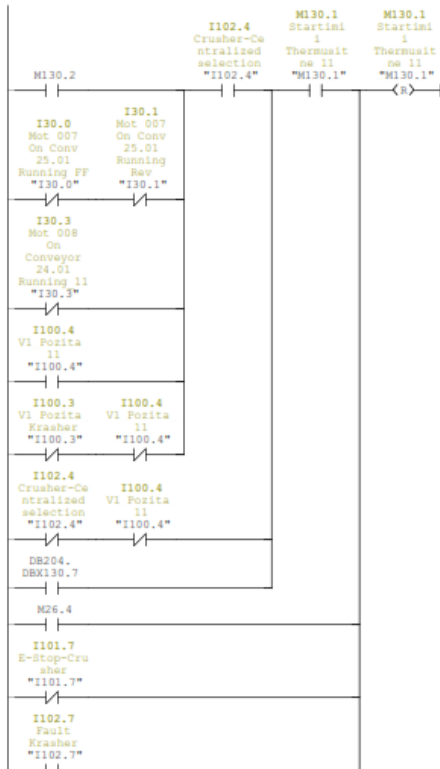 I102.4
Crusher-Ce
ntralized
selection
"I102.4"
M130.1
Startimi
i
Thermusit
ne 11
"M130.1"
M130.1
Startimi
i
Thermusit
ne 11
"M130.1"
R
M130.2
I30.0
Mot 007
On Conv
25.01
Running FF
"I30.0"
I30.1
Mot 007
On Conv
25.01
Running
Rev
"I30.1"
I30.3
Mot 008
On
Conveyor
24.01
Running 11
"I30.3"
I100.4
V1 Pozita
11
"I100.4"
I100.3
V1 Pozita
Krasher
"I100.3"
I100.4
V1 Pozita
11
"I100.4"
I102.4
Crusher-Ce
ntralized
selection
"I102.4"
I100.4
V1 Pozita
11
"I100.4"
DB204.
DBX130.7
M26.4
I101.7
E-Stop-Cru
sher
"I101.7"
I102.7
Fault
Krasher
"I102.7"